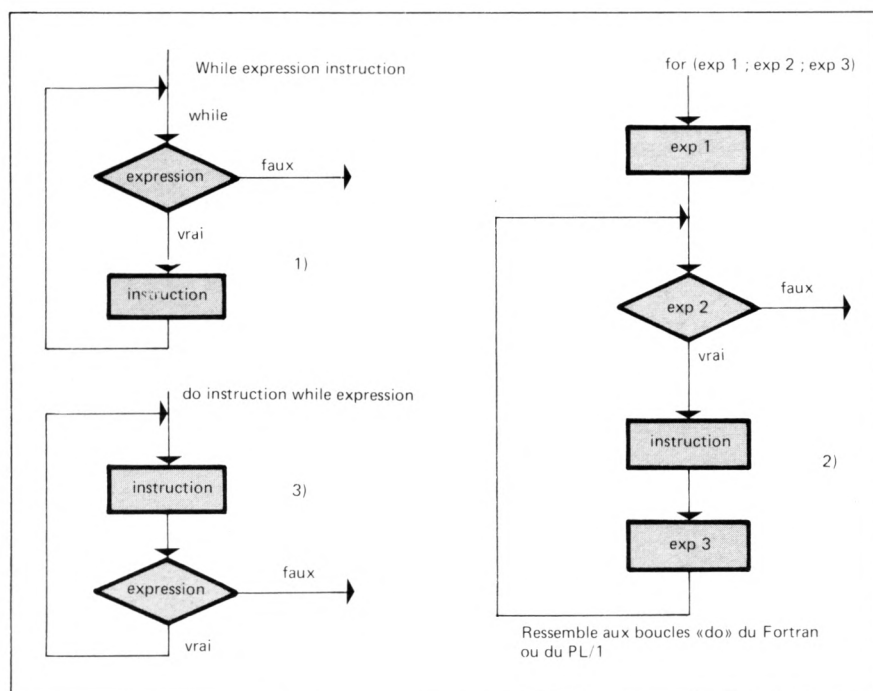 While expression instruction
while
expression
faux
vrai
1)
instruction
do instruction while expression
instruction
3)
expression
faux
vrai
for (exp 1 ; exp 2 ; exp 3)
exp 1
exp 2
faux
vrai
instruction
2)
exp 3
Ressemble aux boucles «do» du Fortran
ou du PL/1